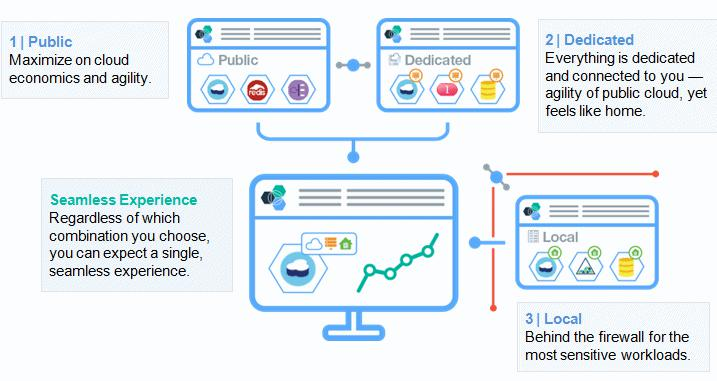 1 | Public
Maximize on cloud
economics and agility.
Public
redis
Dedicated
2 | Dedicated
Everything is dedicated
and connected to you —
agility of public cloud, yet
feels like home.
Seamless Experience
Regardless of which
combination you choose,
you can expect a single,
seamless experience.
Local
3 | Local
Behind the firewall for the
most sensitive workloads.